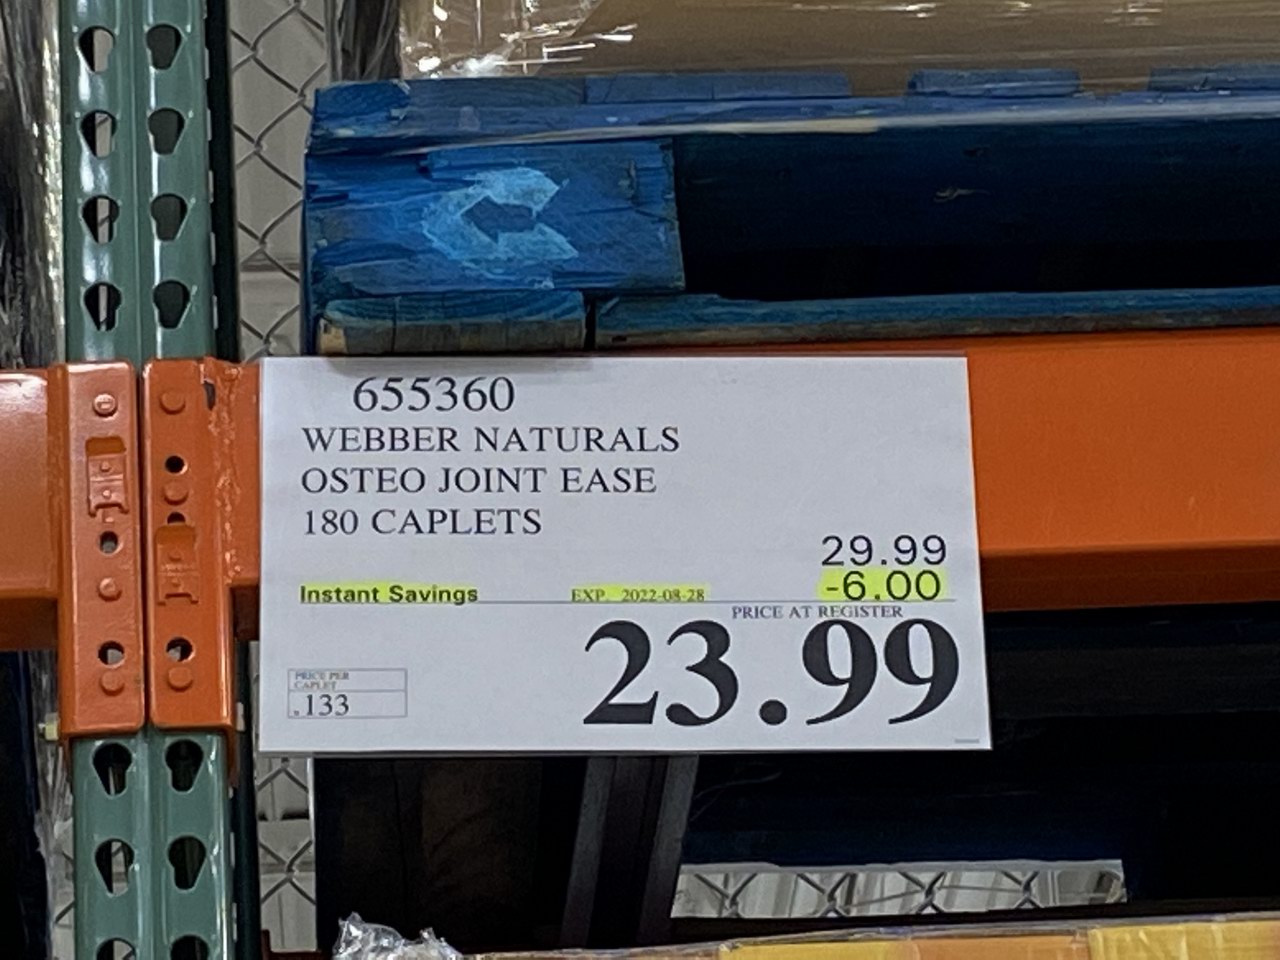 655360
WEBBER NATURALS
OSTEO JOINT EASE
180 CAPLETS
29.99
Instant Savings EXP. 2022-08-28 -6.00
PRICE AT REGISTER
23.99
PRICE PER
CAPLET
.133